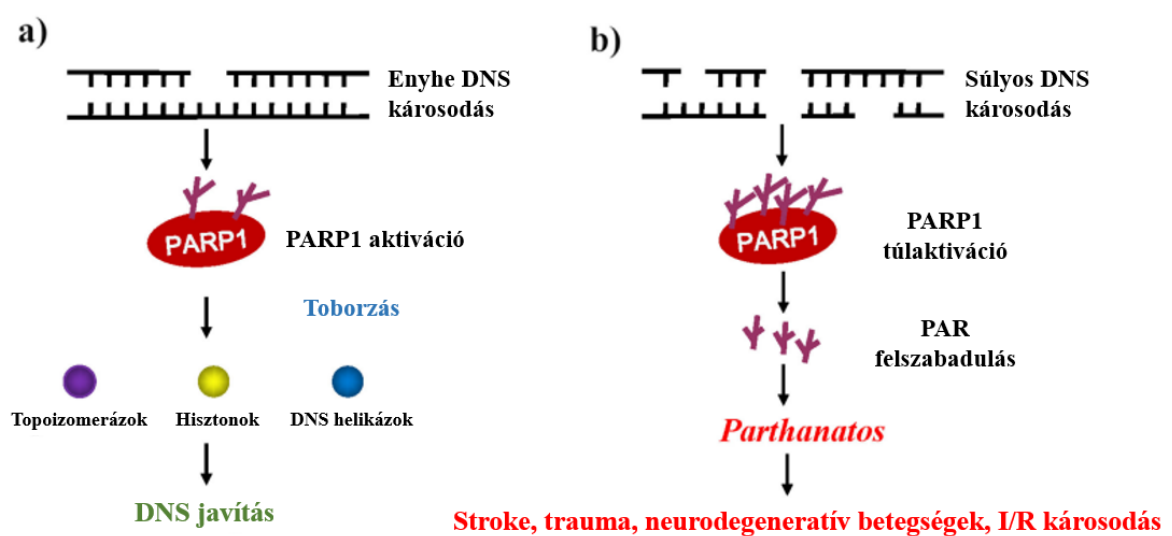 a)
Enyhe DNS
károsodás
PARP1
PARP1 aktiváció
Toborzás
Topoizomerázok
Hisztonok
DNS helikázok
DNS javítás
b)
Súlyos DNS
károsodás
PARP1
PARP1
túlaktiváció
PAR
felszabadulás
Parthanatos
Stroke, trauma, neurodegeneratív betegségek, I/R károsodás